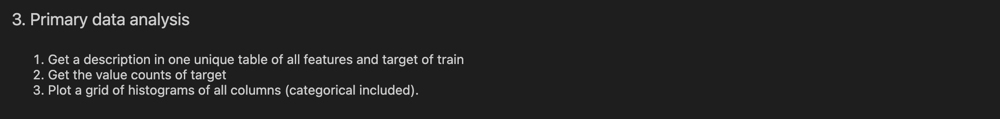 3. Primary data analysis
1. Get a description in one unique table of all features and target of train
2. Get the value counts of target
3. Plot a grid of histograms of all columns (categorical included).